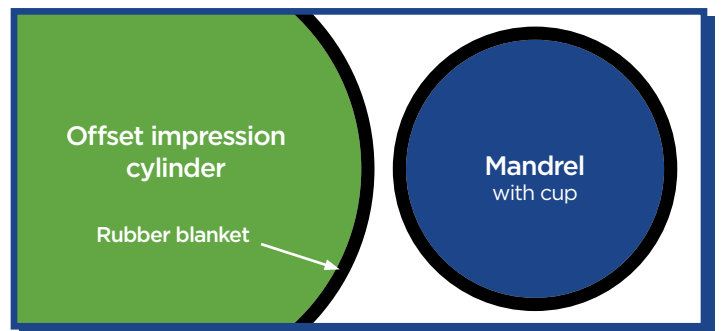 Offset impression
cylinder
Rubber blanket
Mandrel
with cup